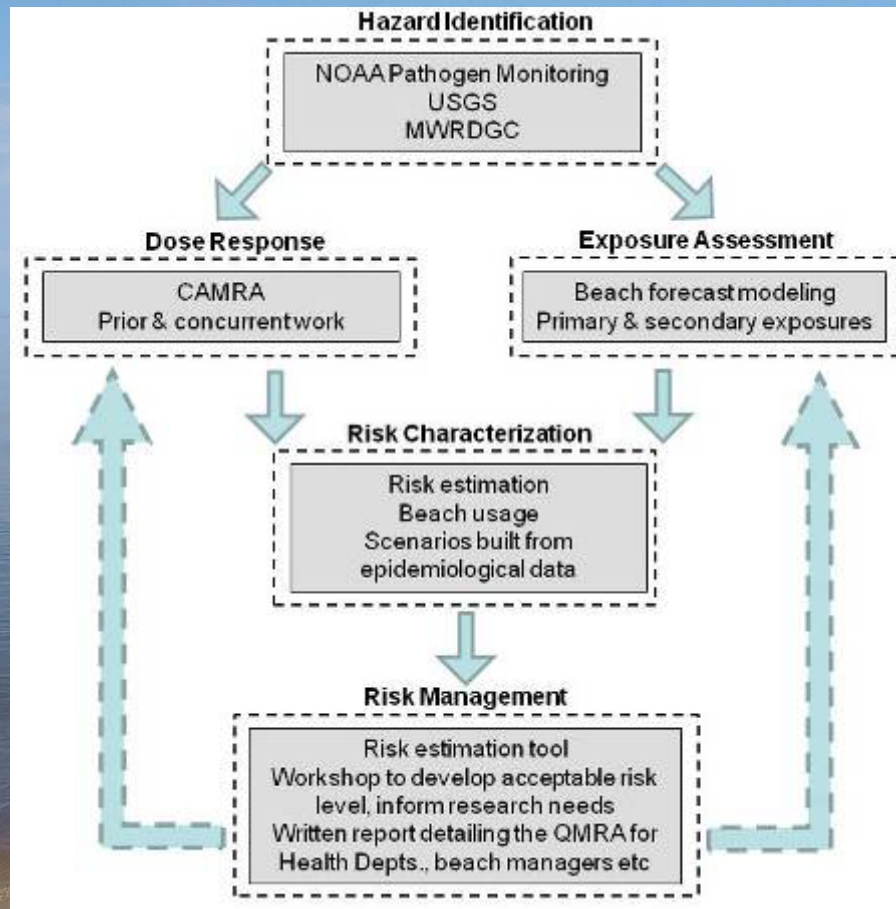 Hazard Identification
NOAA Pathogen Monitoring
USGS
MWRDGC
Dose Response
CAMRA
Prior & concurrent work
Exposure Assessment
Beach forecast modeling
Primary & secondary exposures
Risk Characterization
Risk estimation
Beach usage
Scenarios built from
epidemiological data
Risk Management
Risk estimation tool
Workshop to develop acceptable risk
level, inform research needs
Written report detailing the QMRA for
Health Depts., beach managers etc